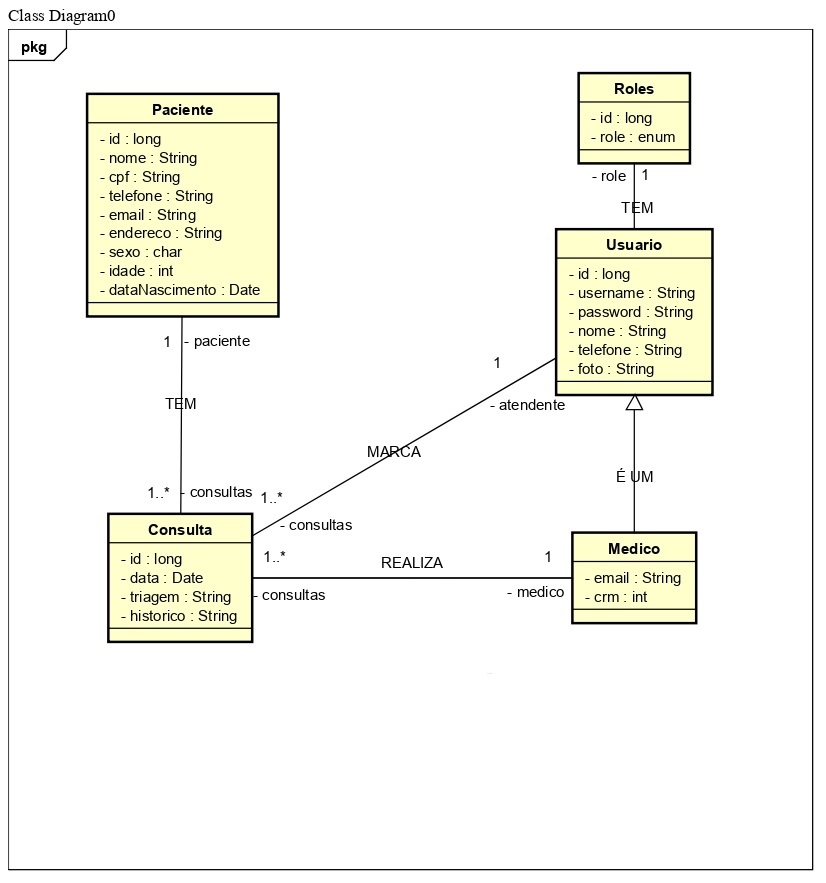 Class Diagram0
pkg
Paciente
- id : long
- nome : String
- cpf : String
- telefone : String
- email : String
- endereco : String
- sexo : char
- idade : int
- dataNascimento : Date
Roles
- id : long
- role : enum
- role 1
TEM
Usuario
- id : long
- username : String
- password : String
- nome : String
- telefone : String
- foto : String
1 - paciente
TEM
1..* - consultas
1
- atendente
MARCA
1..*
- consultas
É UM
Consulta
- id : long
- data : Date
- triagem : String
- historico : String
1..*
- consultas
REALIZA
1
- medico
Medico
- email : String
- crm : int